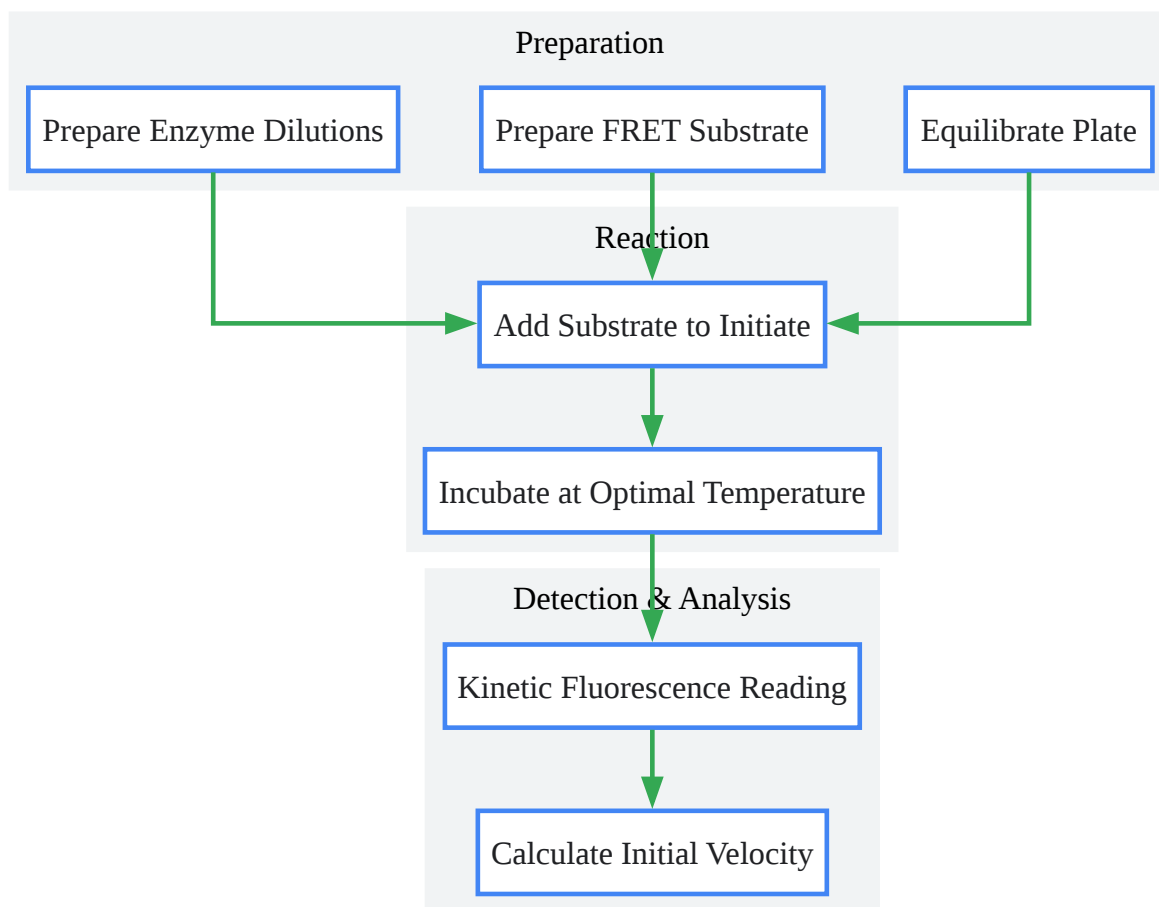 Preparation
Prepare Enzyme Dilutions
Prepare FRET Substrate
Equilibrate Plate
Reaction
Add Substrate to Initiate
Incubate at Optimal Temperature
Detection & Analysis
Kinetic Fluorescence Reading
Calculate Initial Velocity